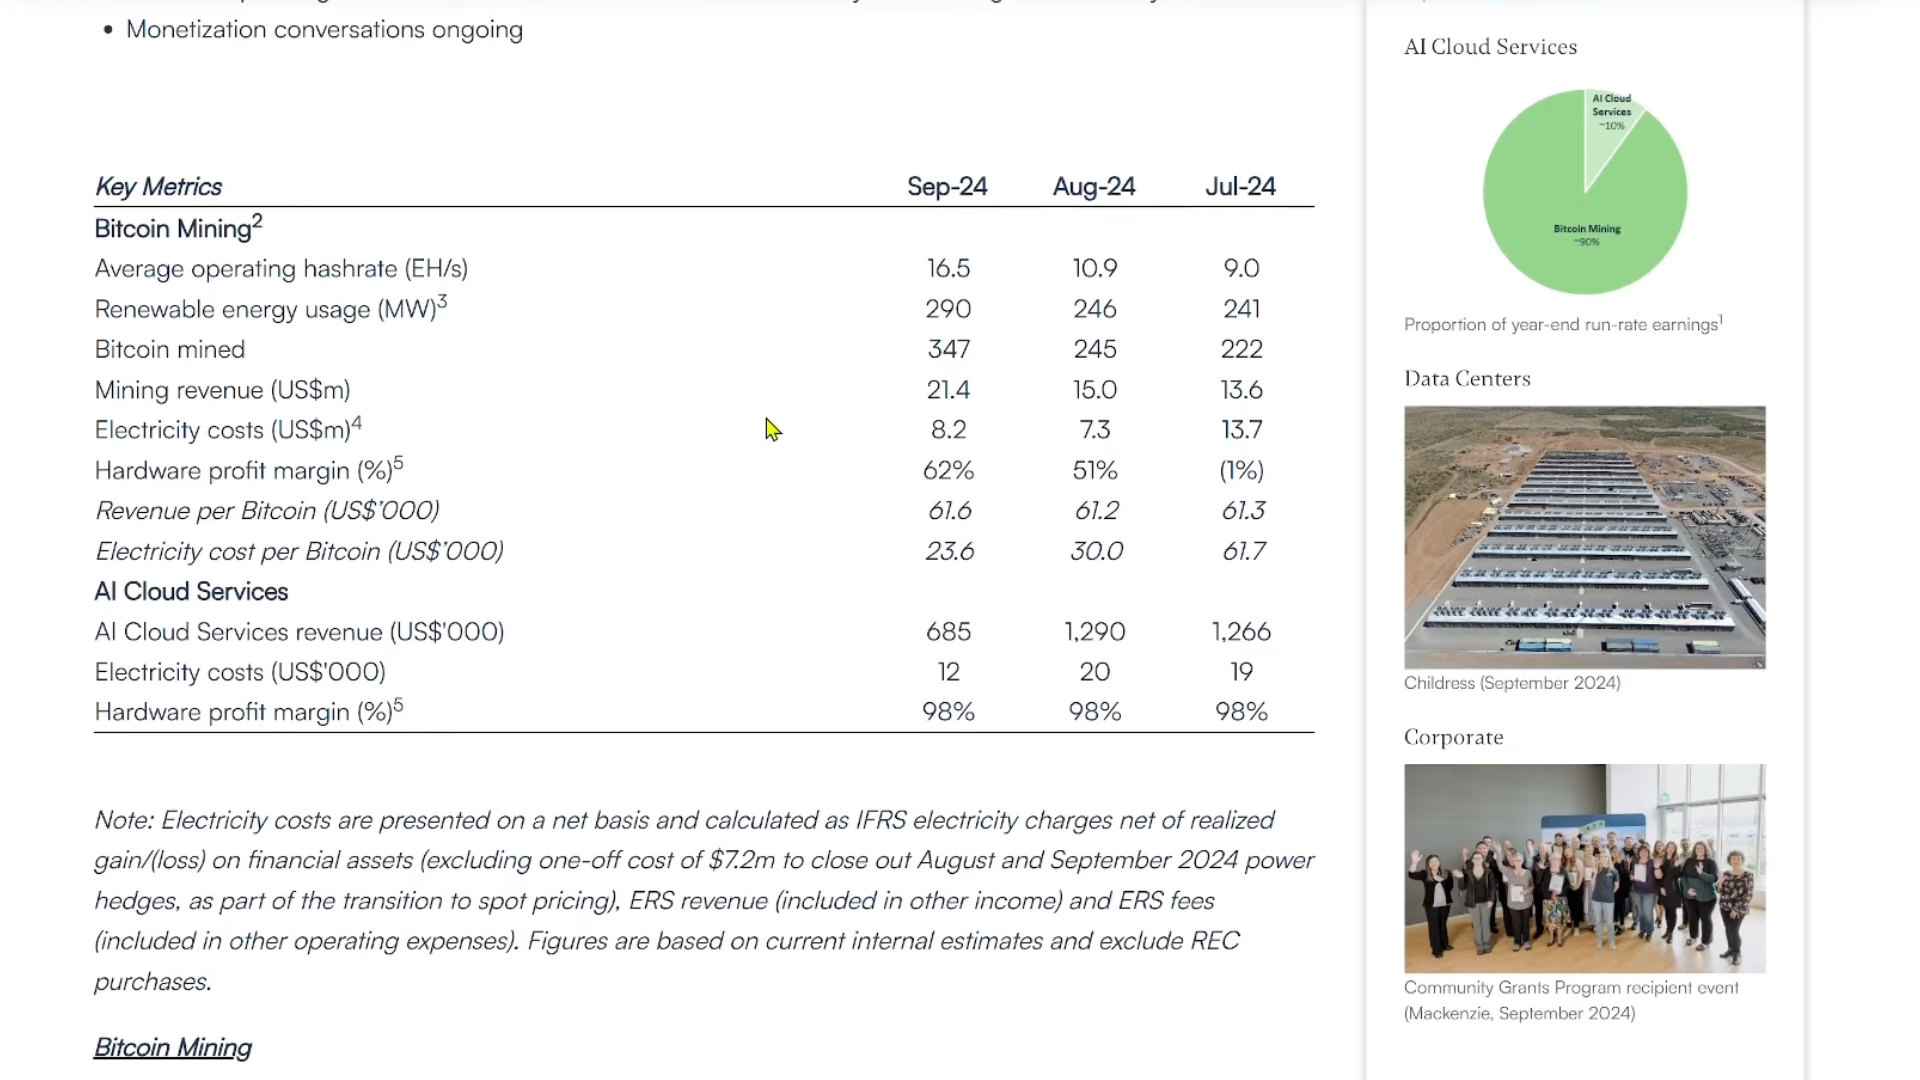 • Monetization conversations ongoing
Key Metrics Sep-24 Aug-24 Jul-24
Bitcoin Mining2
Average operating hashrate (EH/s) 16.5 10.9 9.0
Renewable energy usage (MW)3 290 246 241
Bitcoin mined 347 245 222
Mining revenue (US$m) 21.4 15.0 13.6
Electricity costs (US$m)4 8.2 7.3 13.7
Hardware profit margin (%)5 62% 51% (1%)
Revenue per Bitcoin (US$'000) 61.6 61.2 61.3
Electricity cost per Bitcoin (US$'000) 23.6 30.0 61.7
AI Cloud Services
AI Cloud Services revenue (US$'000) 685 1,290 1,266
Electricity costs (US$'000) 12 20 19
Hardware profit margin (%)5 98% 98% 98%
Note: Electricity costs are presented on a net basis and calculated as IFRS electricity charges net of realized
gain/(loss) on financial assets (excluding one-off cost of $7.2m to close out August and September 2024 power
hedges, as part of the transition to spot pricing), ERS revenue (included in other income) and ERS fees
(included in other operating expenses). Figures are based on current internal estimates and exclude REC
purchases.
Bitcoin Mining
AI Cloud Services
AI Cloud
Services
~10%
Bitcoin Mining
~90%
Proportion of year-end run-rate earnings1
Data Centers
Childress (September 2024)
Corporate
Community Grants Program recipient event
(Mackenzie, September 2024)